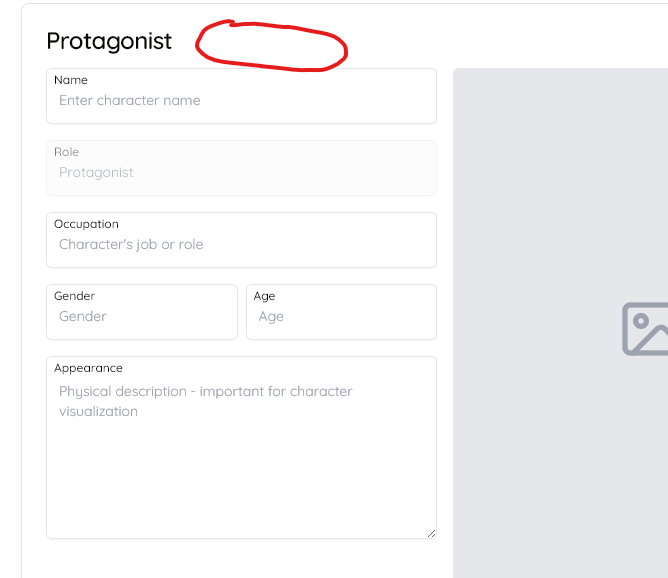 Protagonist
Name
Enter character name
Role
Protagonist
Occupation
Character's job or role
Gender
Age
Gender
Age
Appearance
Physical description - important for character
visualization